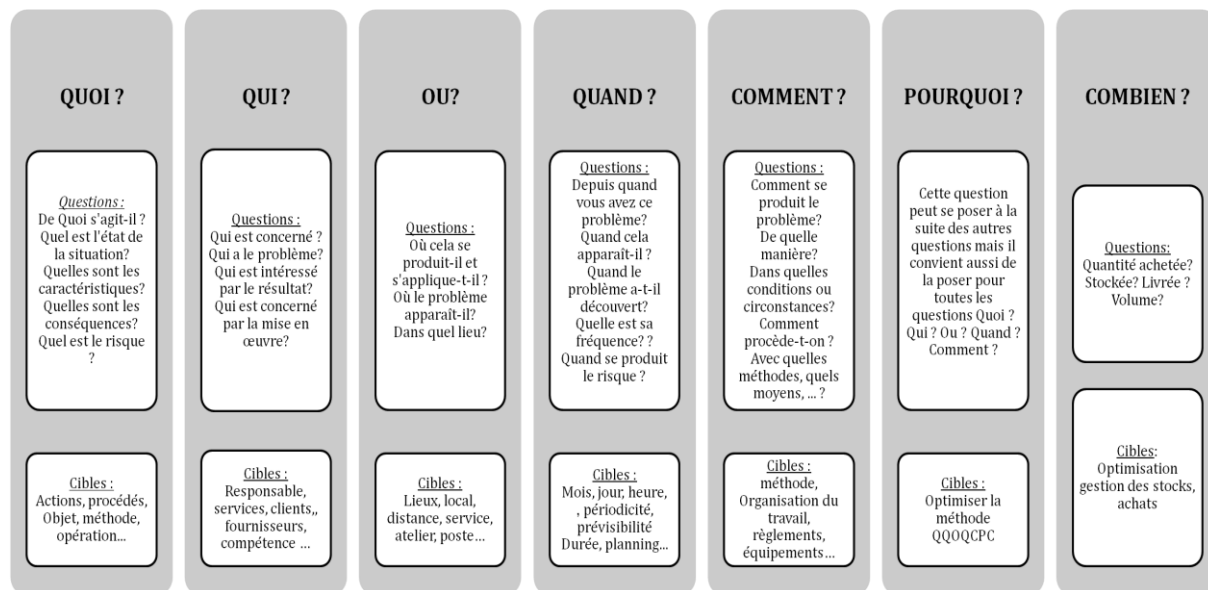 QUOI ?
Questions :
De Quoi s'agit-il ?
Quel est l'état de
la situation?
Quelles sont les
caractéristiques?
Quelles sont les
conséquences?
Quel est le risque
?
Cibles :
Actions, procédés,
Objet, méthode,
opération...
QUI ?
Questions :
Qui est concerné ?
Qui a le problème?
Qui est intéressé
par le résultat?
Qui est concerné
par la mise en
œuvre?
Cibles :
Responsable,
services, clients,,
fournisseurs,
compétence ...
OU?
Questions :
Où cela se
produit-il et
s'applique-t-il ?
Où le problème
apparaît-il?
Dans quel lieu?
Cibles :
Lieux, local,
distance, service,
atelier, poste...
QUAND ?
Questions :
Depuis quand
vous avez ce
problème?
Quand cela
apparaît-il ?
Quand le
problème a-t-il
découvert?
Quelle est sa
fréquence? ?
Quand se produit
le risque ?
Cibles :
Mois, jour, heure,
, périodicité,
prévisibilité
Durée, planning...
COMMENT ?
Questions :
Comment se
produit le
problème?
De quelle
manière?
Dans quelles
conditions ou
circonstances?
Comment
procède-t-on ?
Avec quelles
méthodes, quels
moyens, ... ?
Cibles :
méthode,
Organisation du
travail,
règlements,
équipements...
POURQUOI ?
Cette question
peut se poser à la
suite des autres
questions mais il
convient aussi de
la poser pour
toutes les
questions Quoi ?
Qui ? Ou ? Quand ?
Comment ?
Cibles :
Optimiser la
méthode
QQOQCPC
COMBIEN ?
Questions:
Quantité achetée?
Stockée? Livrée ?
Volume?
Cibles:
Optimisation
gestion des stocks,
achats